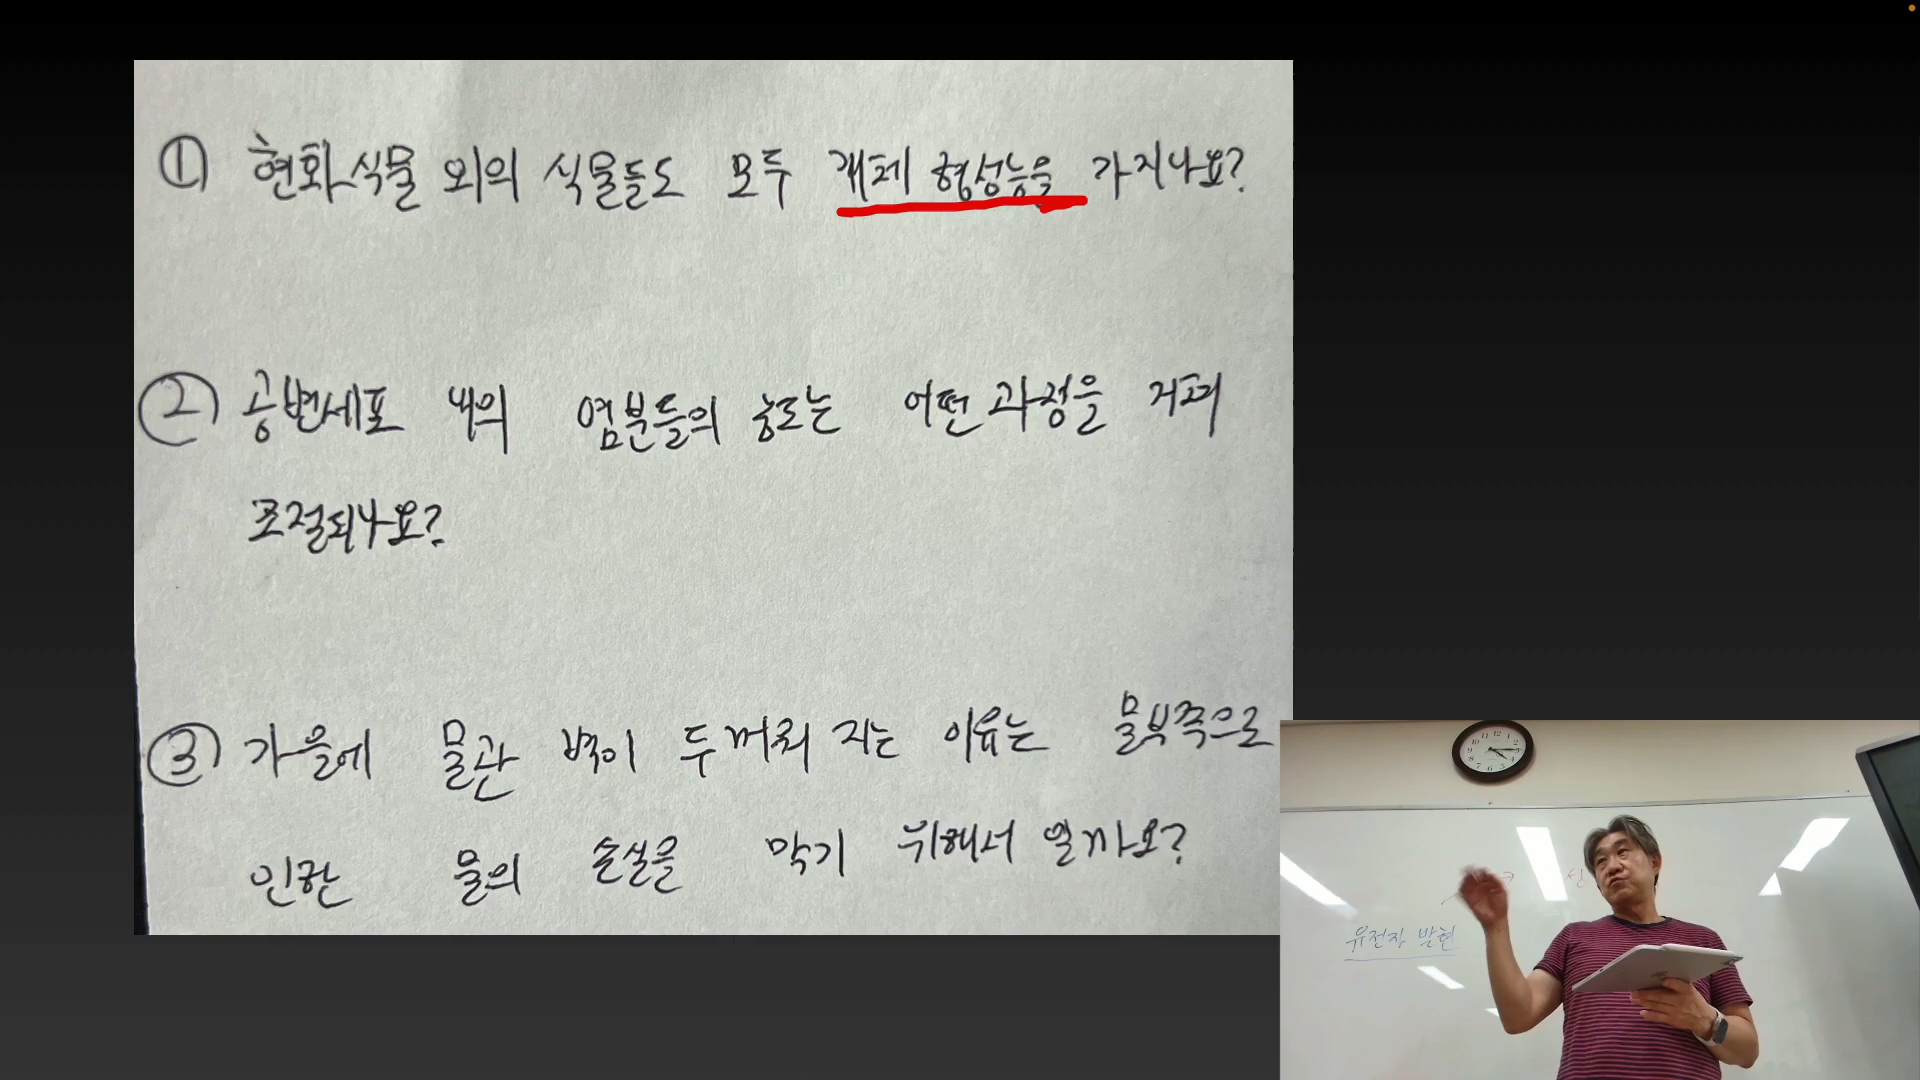 ① 현화식물 외의 식물들도 모두 개체 형성능을 가지나요?
② 공변세포 내의 염분들의 농도는 어떤 과정을 거쳐
조절되나요?
③ 가을에 물관 벽이 두꺼워 지는 이유는 물부족으로
인한 물의 손실을 막기 위해서 일까요?
유전자 발현